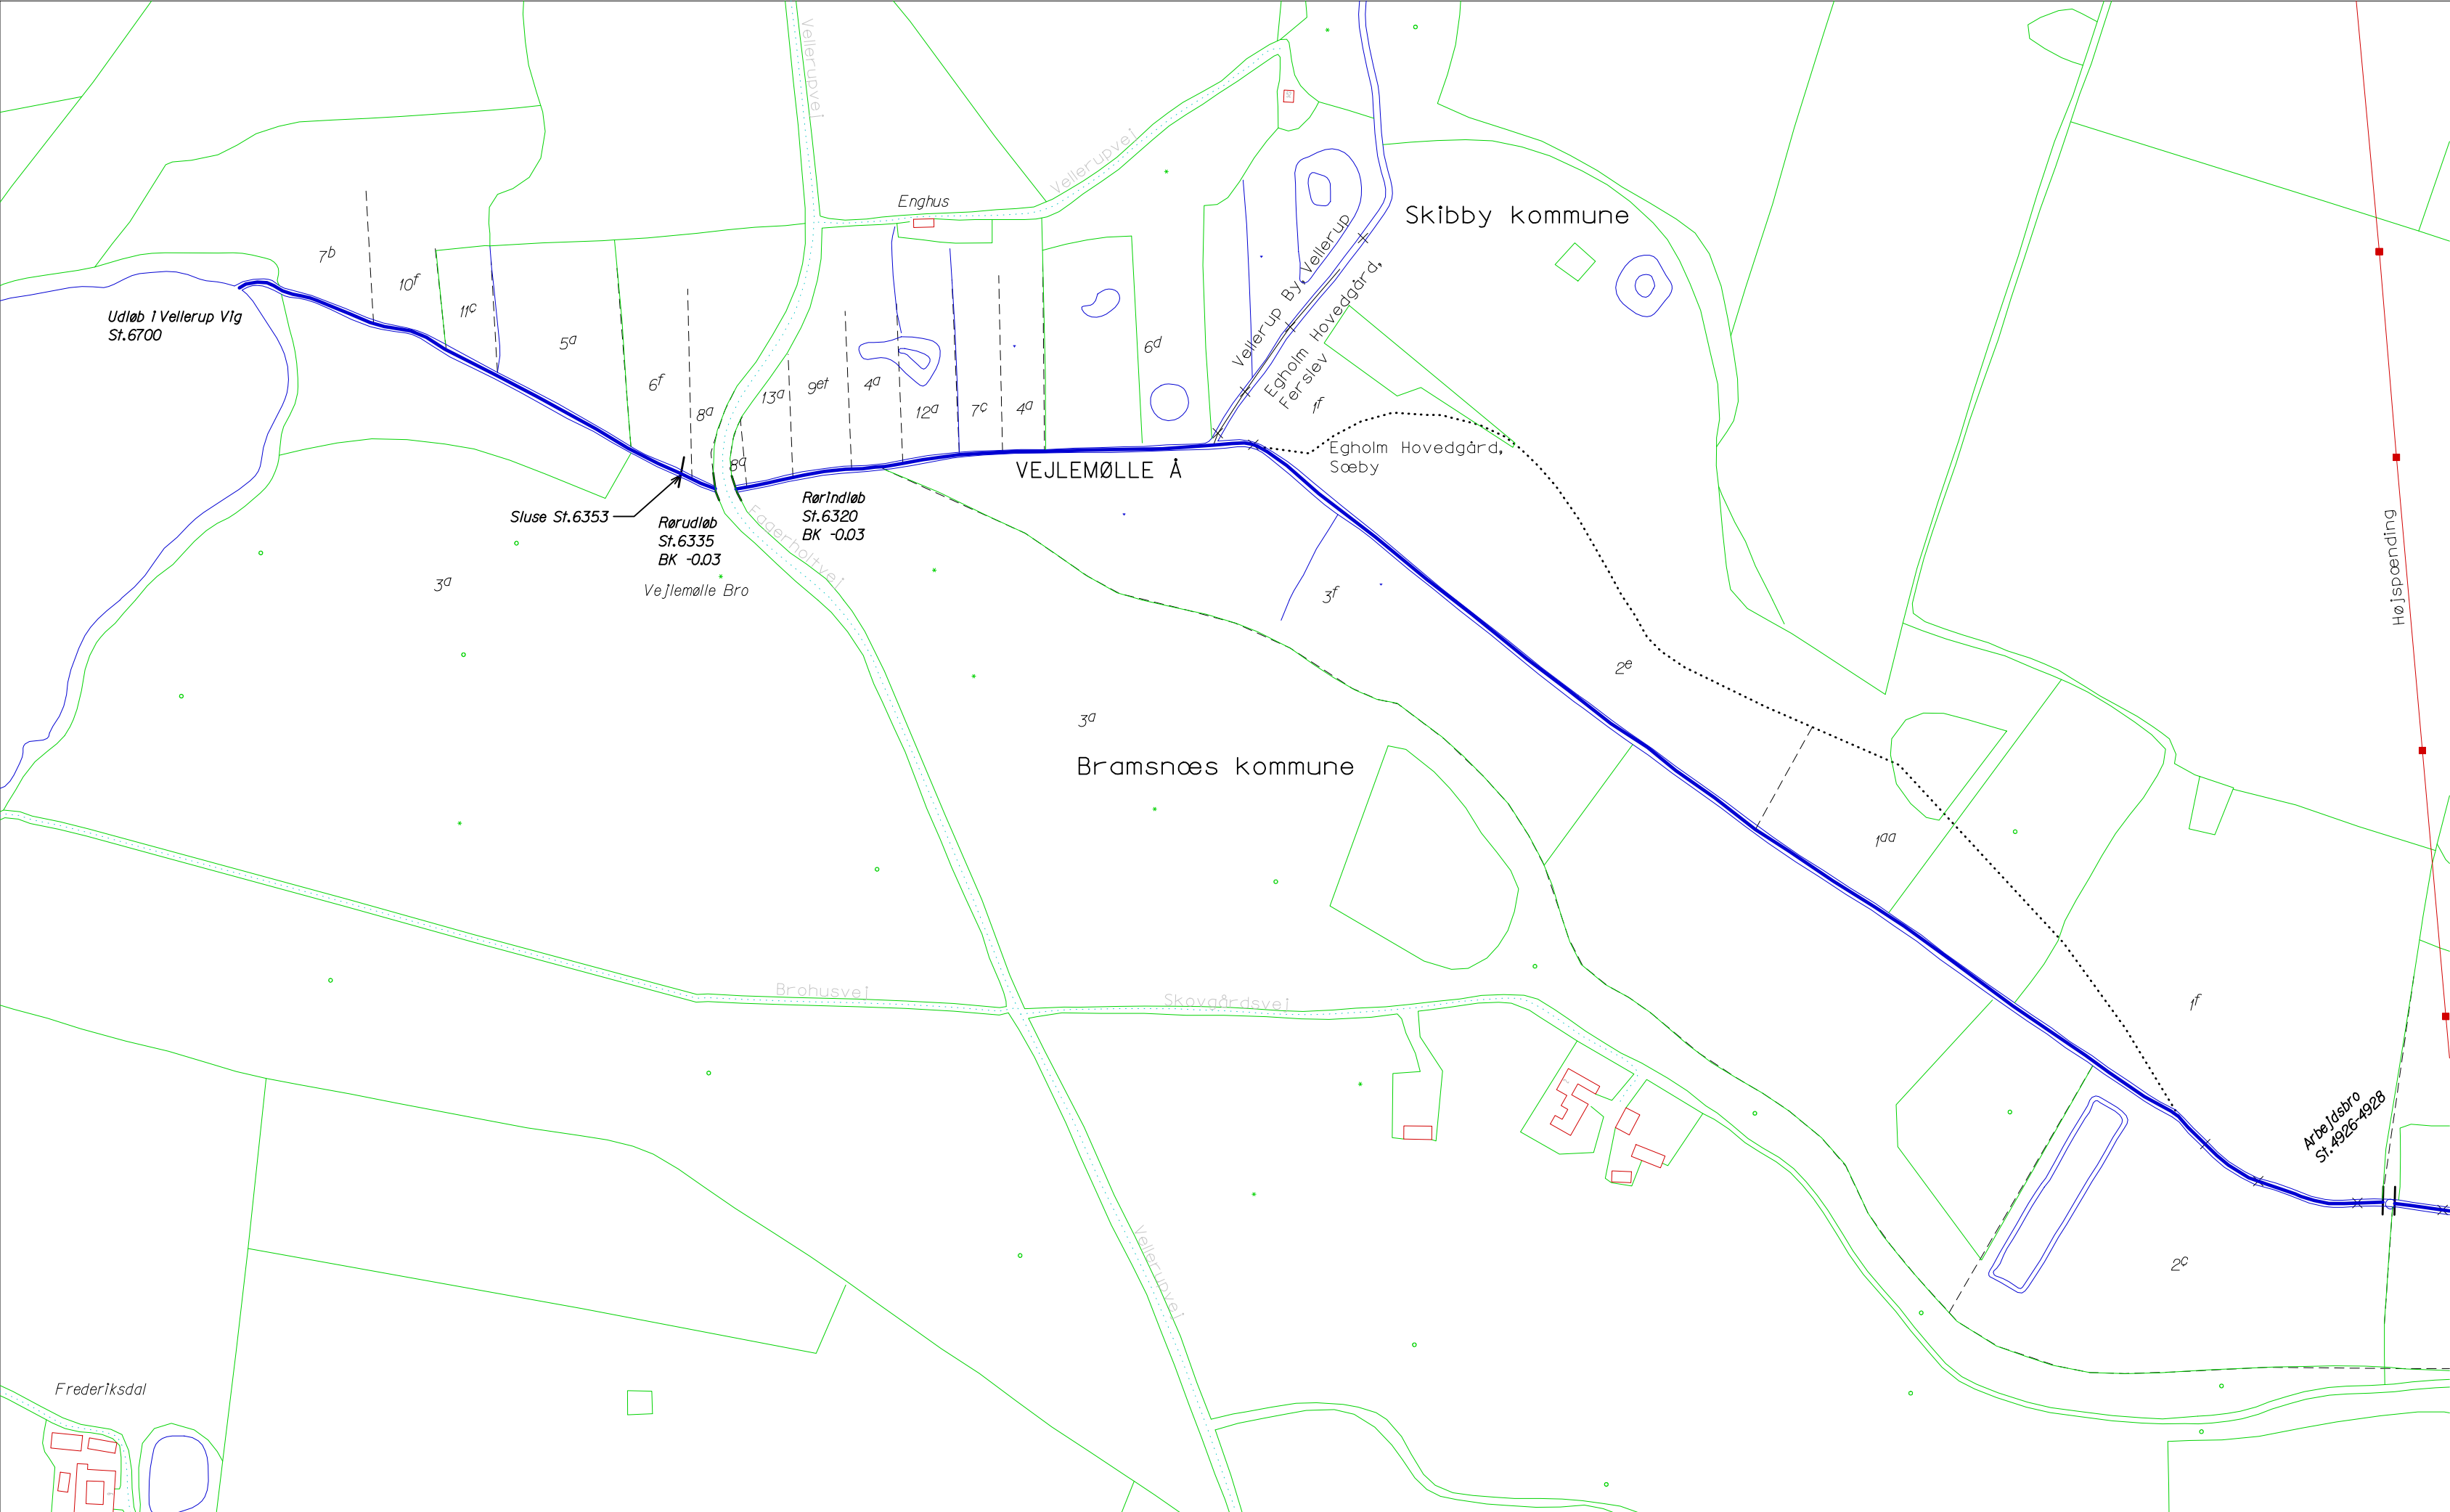 Vellerupvej
Vellerupvej
Enghus
Skibby kommune
Vellerup By, Vellerup
Egholm Hovedgård,
Ferslev
7b
10f
11c
5a
6f
8a
13a
9et
4a
12a
7c
4a
6d
1f
Udløb i Vellerup Vig
St.6700
Egholm Hovedgård,
Sæby
VEJLEMØLLE Å
8a
Sluse St.6353
Rørudløb
St.6335
BK -0.03
Rørindløb
St.6320
BK -0.03
Fagerholtvej
Vejlemølle Bro
Højspænding
3a
3f
2e
3a
Bramsnæs kommune
1aa
1f
Brohusvej
Skovgårdsvej
Arbejdsbro
St.4926-4928
Vellerupvej
2c
Frederiksdal